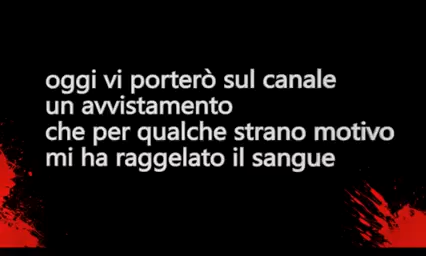 oggi vi porterò sul canale
un avvistamento
che per qualche strano motivo
mi ha raggelato il sangue